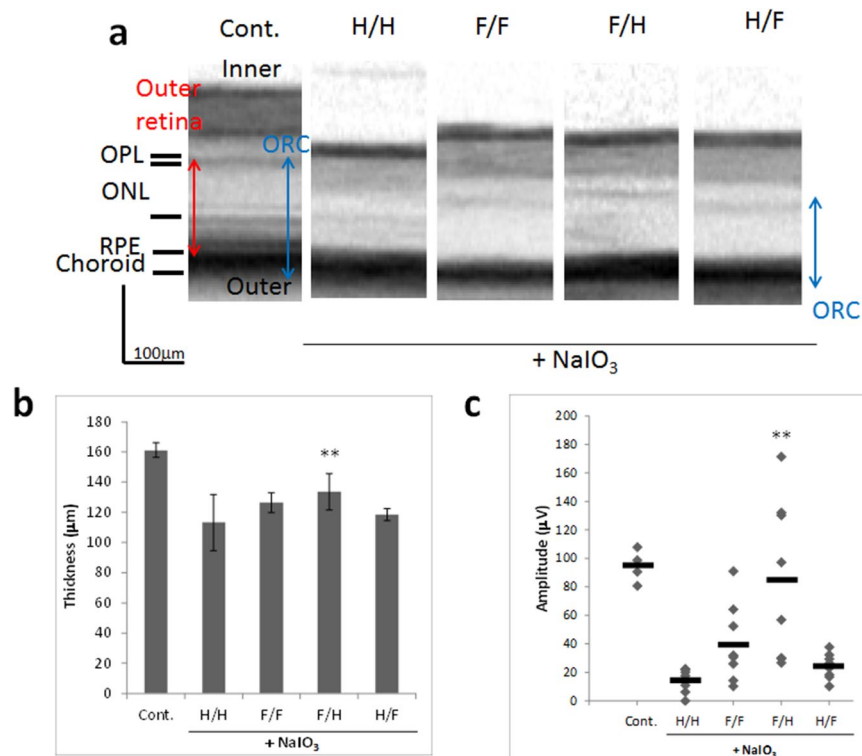 a
Cont. H/H F/F F/H H/F
Inner
Outer
retina
ORC
OPL
ONL
RPE
Choroid
Outer
ORC
100μm
+ NaIO₃
b
180
160
140
120
100
80
60
40
20
0
Thickness (μm)
**
Cont. H/H F/F F/H H/F
+ NaIO₃
c
200
180
160
140
120
100
80
60
40
20
0
Amplitude (μV)
**
Cont. H/H F/F F/H H/F
+ NaIO₃